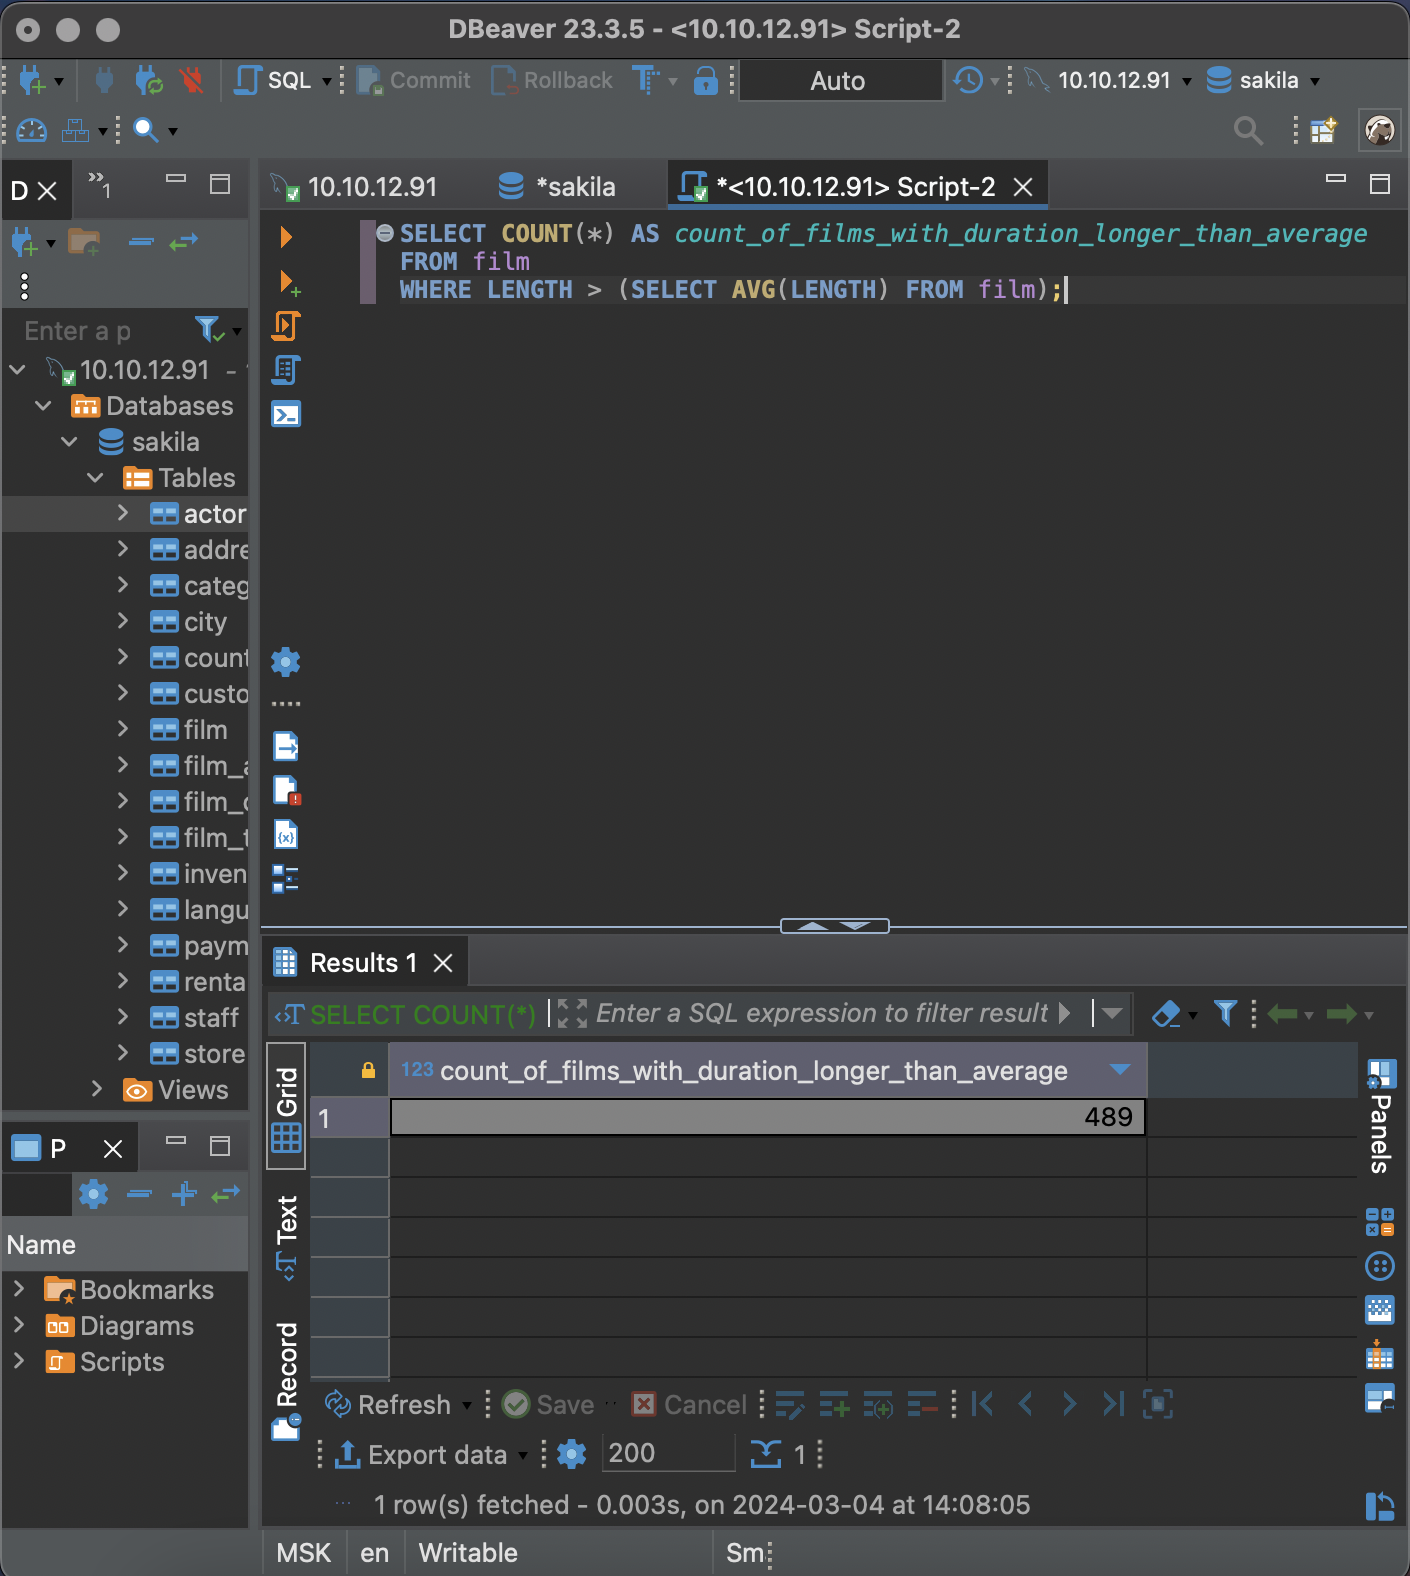 DBeaver 23.3.5 - <10.10.12.91> Script-2
SQL Commit Rollback Auto 10.10.12.91 sakila
D »1
10.10.12.91 *sakila *<10.10.12.91> Script-2
SELECT COUNT(*) AS count_of_films_with_duration_longer_than_average
FROM film
WHERE LENGTH > (SELECT AVG(LENGTH) FROM film);
Enter a p
10.10.12.91 -
Databases
sakila
Tables
actor
addre
categ
city
count
custo
film
film_a
film_c
film_t
inven
langu
paym
renta
staff
store
Views
P
Name
Bookmarks
Diagrams
Scripts
Results 1
SELECT COUNT(*) Enter a SQL expression to filter result
Grid
Text
Record
123 count_of_films_with_duration_longer_than_average
1 489
Panels
Refresh Save Cancel
Export data 200 1
1 row(s) fetched - 0.003s, on 2024-03-04 at 14:08:05
MSK en Writable Sm